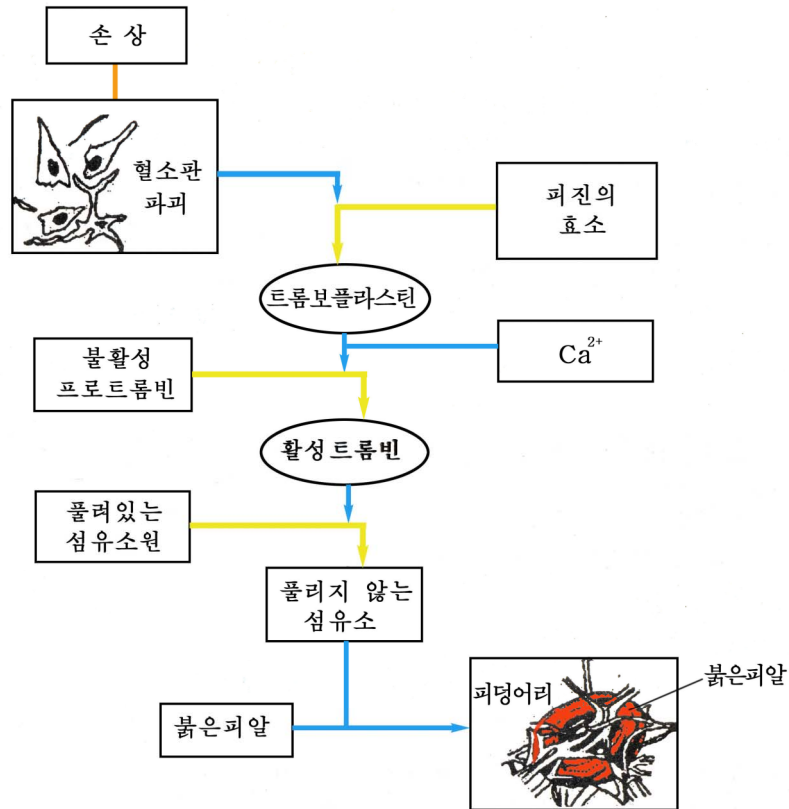 손 상
혈소판
파괴
피진의
효소
트롬보플라스틴
Ca²⁺
불활성
프로트롬빈
활성트롬빈
풀려있는
섬유소원
풀리지 않는
섬유소
붉은피알
피덩어리
붉은피알